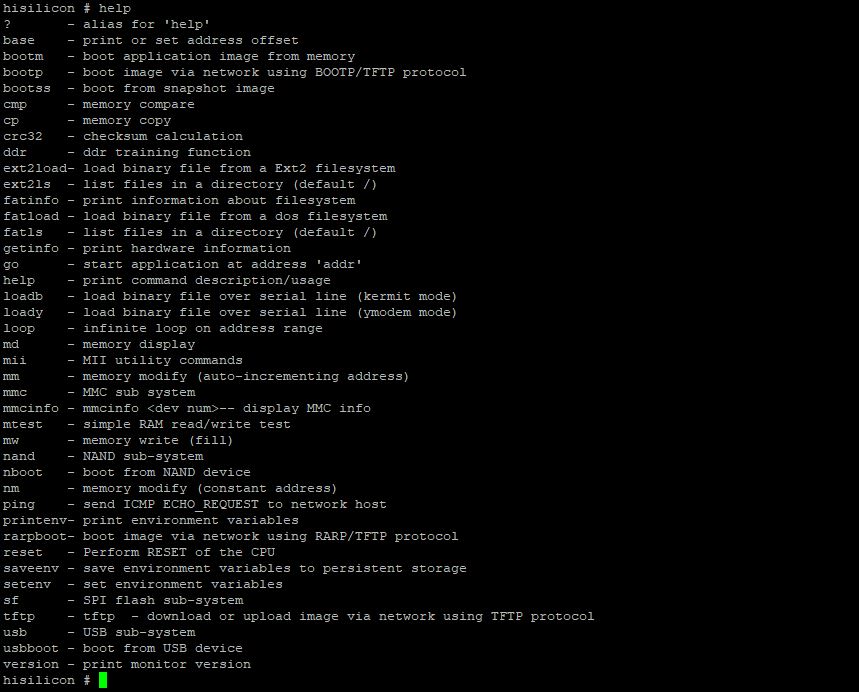 hisilicon # help
?       - alias for 'help'
base    - print or set address offset
bootm   - boot application image from memory
bootp   - boot image via network using BOOTP/TFTP protocol
bootss  - boot from snapshot image
cmp     - memory compare
cp      - memory copy
crc32   - checksum calculation
ddr     - ddr training function
ext2load- load binary file from a Ext2 filesystem
ext2ls  - list files in a directory (default /)
fatinfo - print information about filesystem
fatload - load binary file from a dos filesystem
fatls   - list files in a directory (default /)
getinfo - print hardware information
go      - start application at address 'addr'
help    - print command description/usage
loadb   - load binary file over serial line (kermit mode)
loady   - load binary file over serial line (ymodem mode)
loop    - infinite loop on address range
md      - memory display
mii     - MII utility commands
mm      - memory modify (auto-incrementing address)
mmc     - MMC sub system
mmcinfo - mmcinfo <dev num>-- display MMC info
mtest   - simple RAM read/write test
mw      - memory write (fill)
nand    - NAND sub-system
nboot   - boot from NAND device
nm      - memory modify (constant address)
ping    - send ICMP ECHO_REQUEST to network host
printenv- print environment variables
rarpboot- boot image via network using RARP/TFTP protocol
reset   - Perform RESET of the CPU
saveenv - save environment variables to persistent storage
setenv  - set environment variables
sf      - SPI flash sub-system
tftp    - tftp  - download or upload image via network using TFTP protocol
usb     - USB sub-system
usbboot - boot from USB device
version - print monitor version
hisilicon #